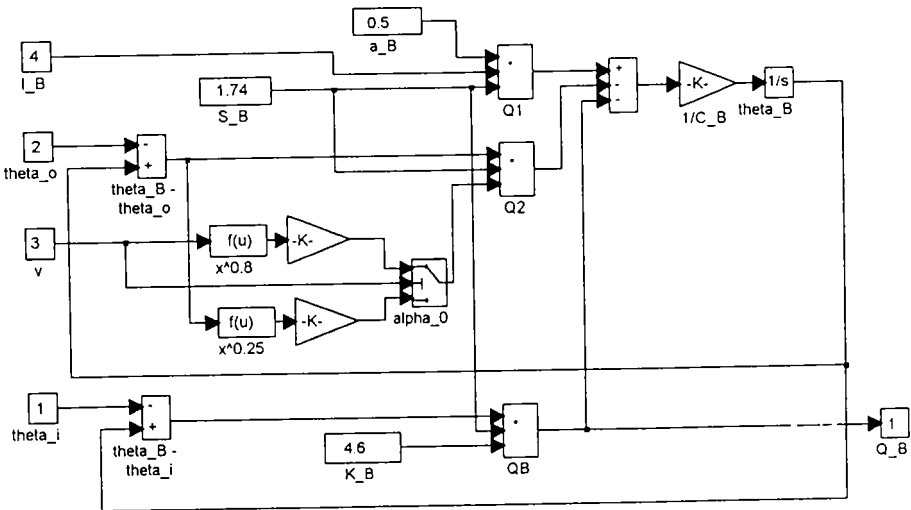 0.5
a_B
4
I_B
1.74
S_B
.
Q1
+
-
-
-K-
1/C_B
1/s
theta_B
2
theta_o
-
+
theta_B -
theta_o
.
Q2
3
v
f(u)
x^0.8
-K-
alpha_0
f(u)
x^0.25
-K-
1
theta_i
-
+
theta_B -
theta_i
4.6
K_B
.
QB
1
Q_B